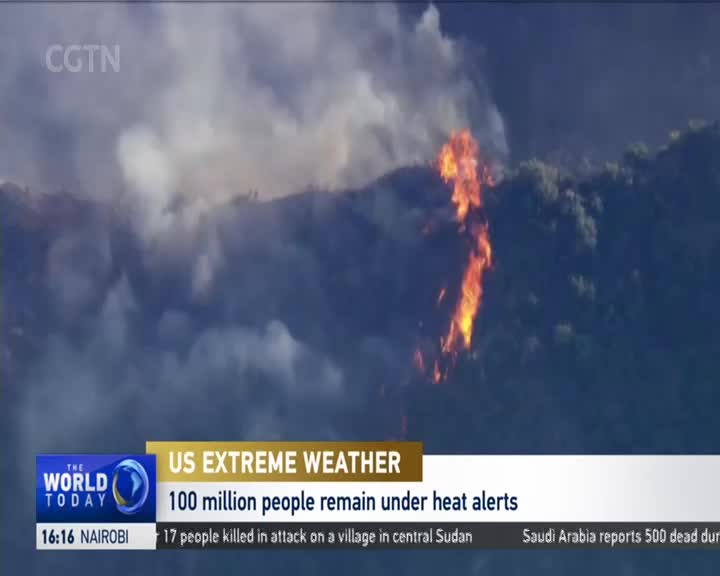 CGTN
US EXTREME WEATHER
THE
WORLD
TODAY
100 million people remain under heat alerts
16:16 NAIROBI
17 people killed in attack on a village in central Sudan Saudi Arabia reports 500 dead dur